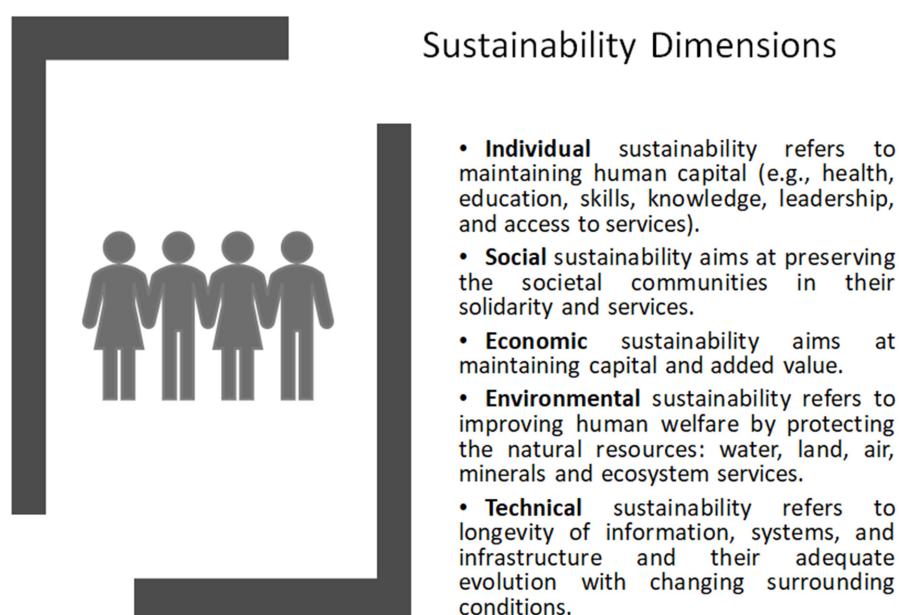 Sustainability Dimensions
• Individual sustainability refers to
maintaining human capital (e.g., health,
education, skills, knowledge, leadership,
and access to services).
• Social sustainability aims at preserving
the societal communities in their
solidarity and services.
• Economic sustainability aims at
maintaining capital and added value.
• Environmental sustainability refers to
improving human welfare by protecting
the natural resources: water, land, air,
minerals and ecosystem services.
• Technical sustainability refers to
longevity of information, systems, and
infrastructure and their adequate
evolution with changing surrounding
conditions.